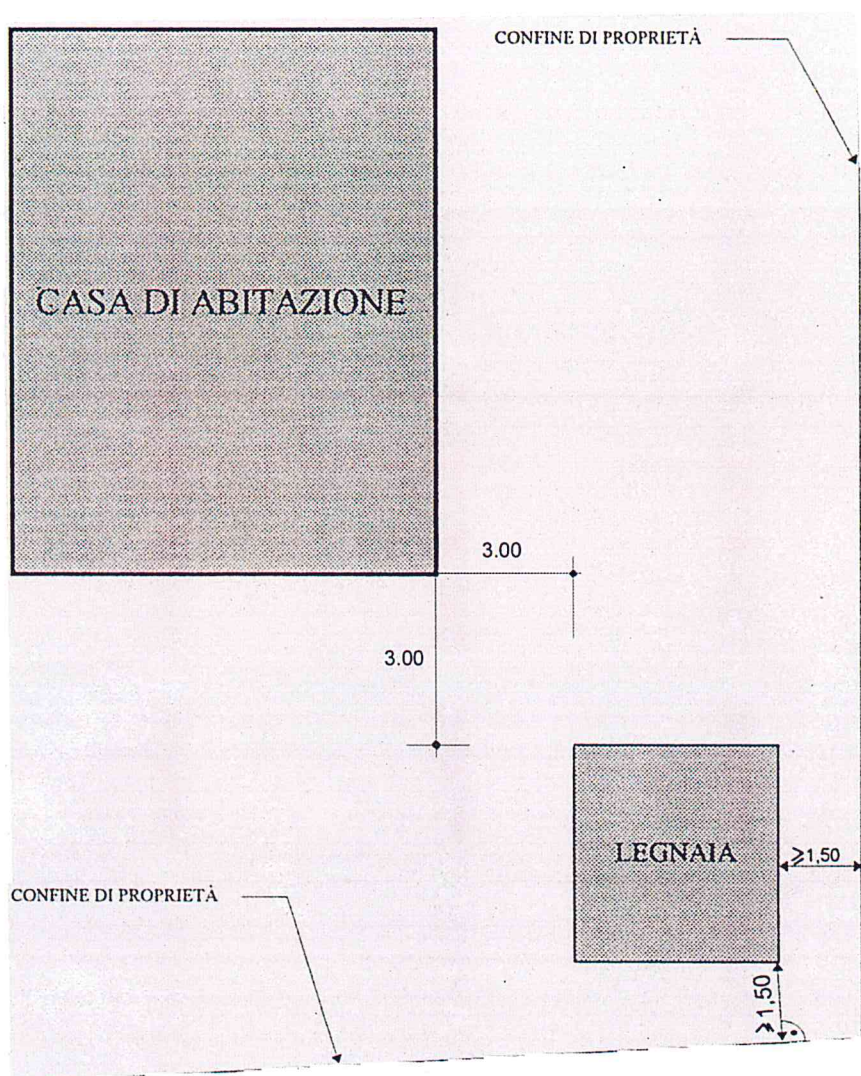 CONFINE DI PROPRIETÀ
CASA DI ABITAZIONE
3.00
3.00
LEGNAIA
≥1,50
CONFINE DI PROPRIETÀ
≥1,50